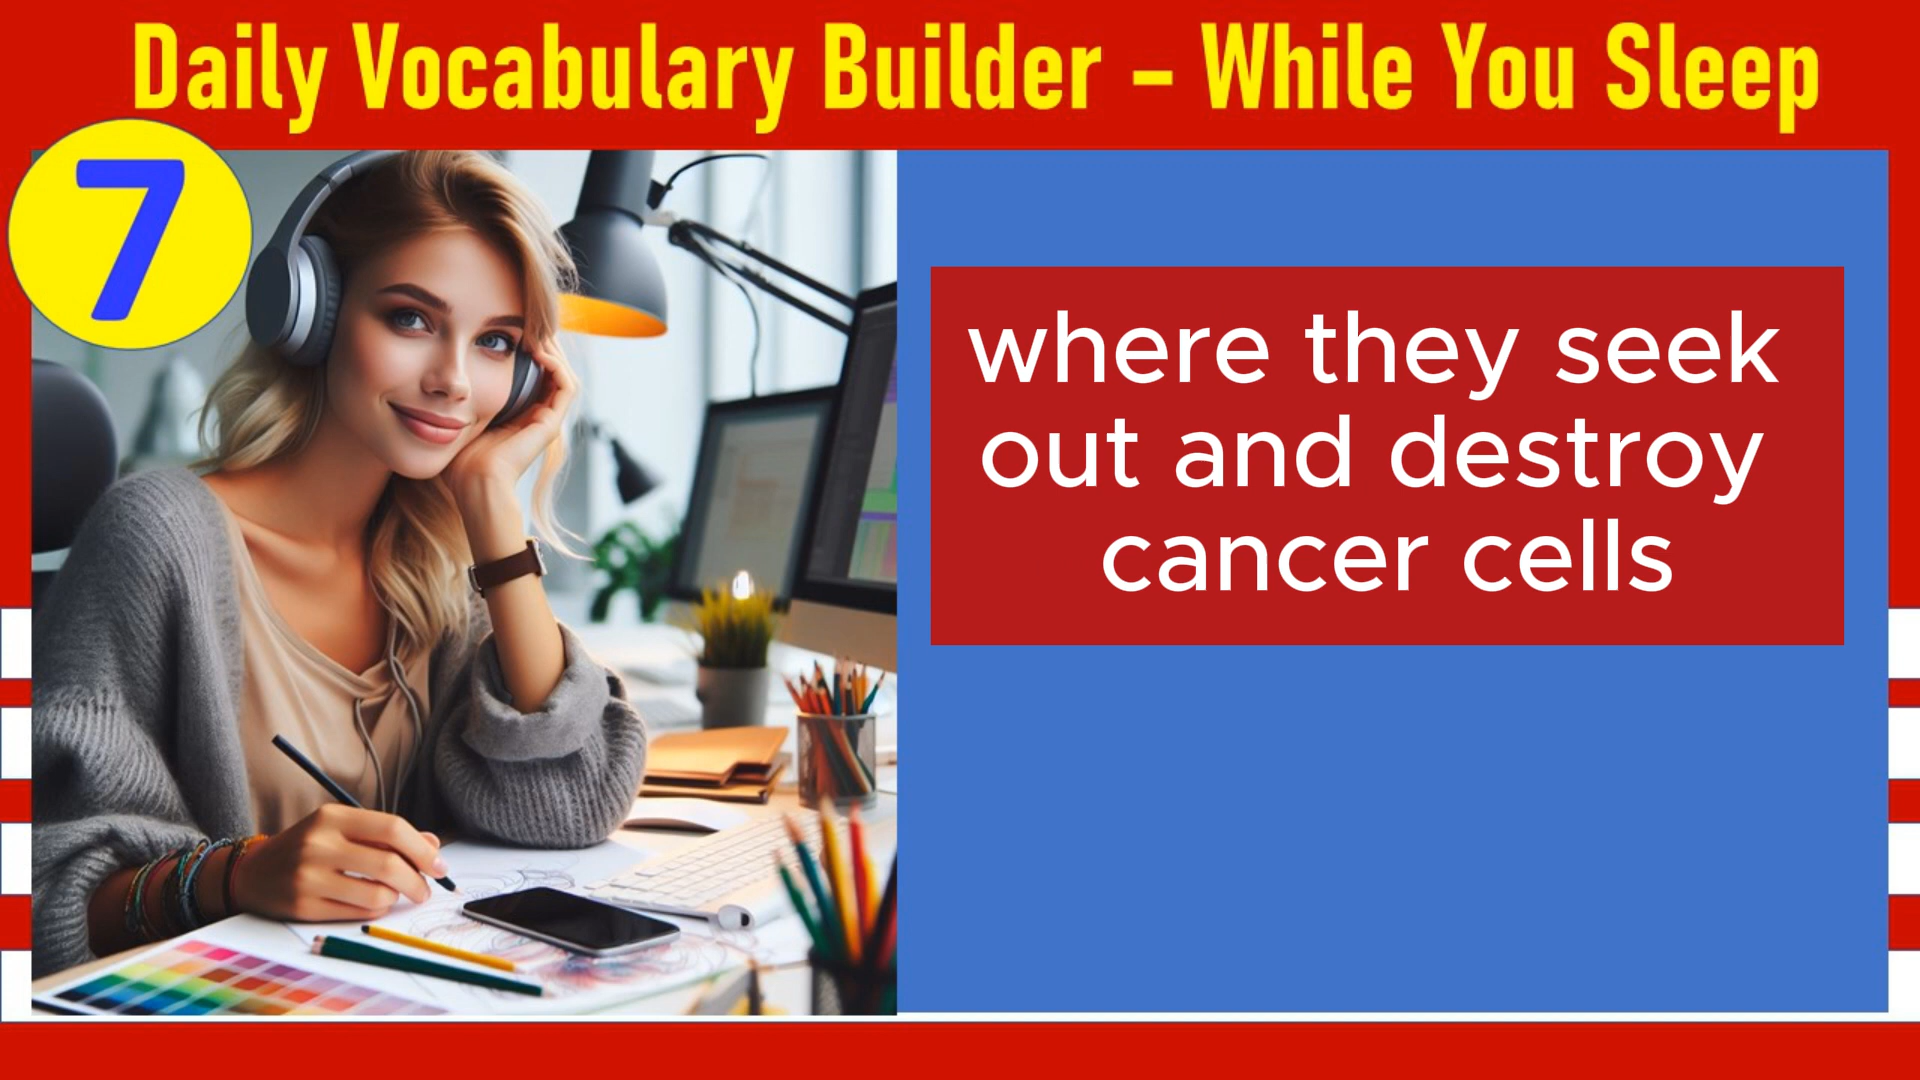 Daily Vocabulary Builder – While You Sleep
7
where they seek
out and destroy
cancer cells